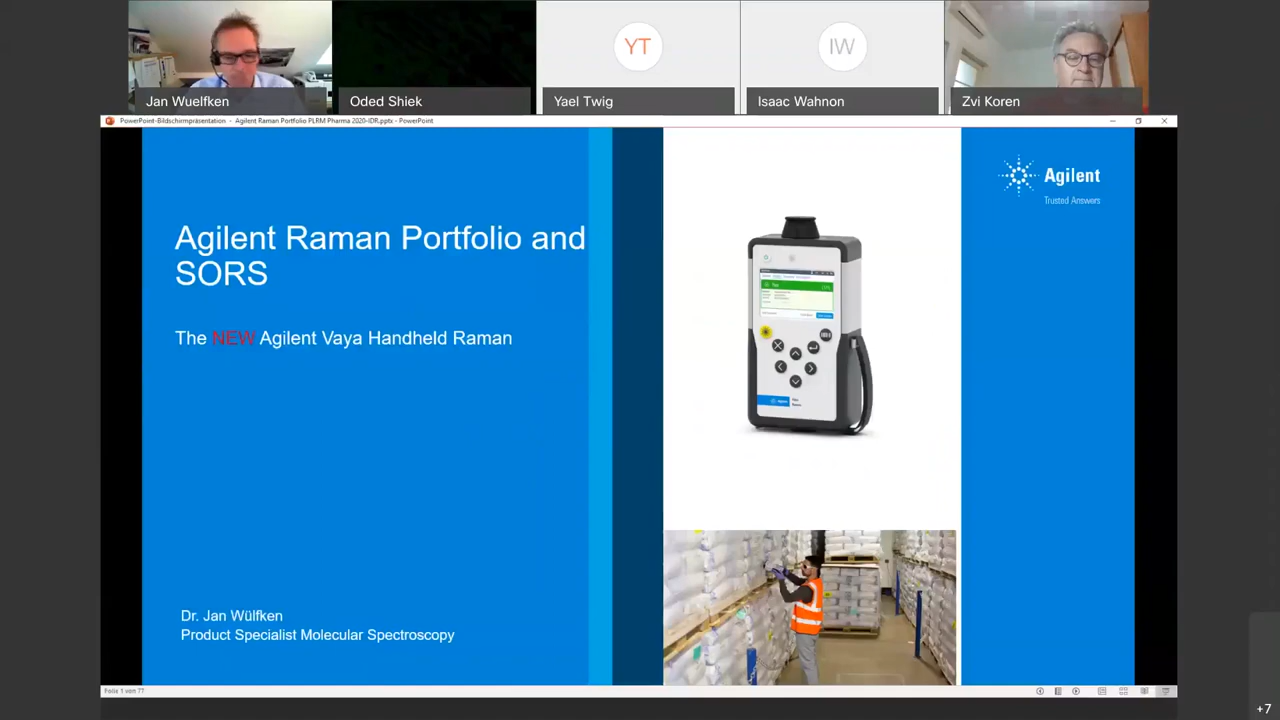 YT
IW
Jan Wuelfken
Oded Shiek
Yael Twig
Isaac Wahnon
Zvi Koren
PowerPoint-Bildschirmpräsentation - Agilent Raman Portfolio PLRM Pharma 2020-IDR.pptx - PowerPoint
Agilent
Trusted Answers
Agilent Raman Portfolio and
SORS
The NEW Agilent Vaya Handheld Raman
Dr. Jan Wülfken
Product Specialist Molecular Spectroscopy
Folie 1 von 77
+7